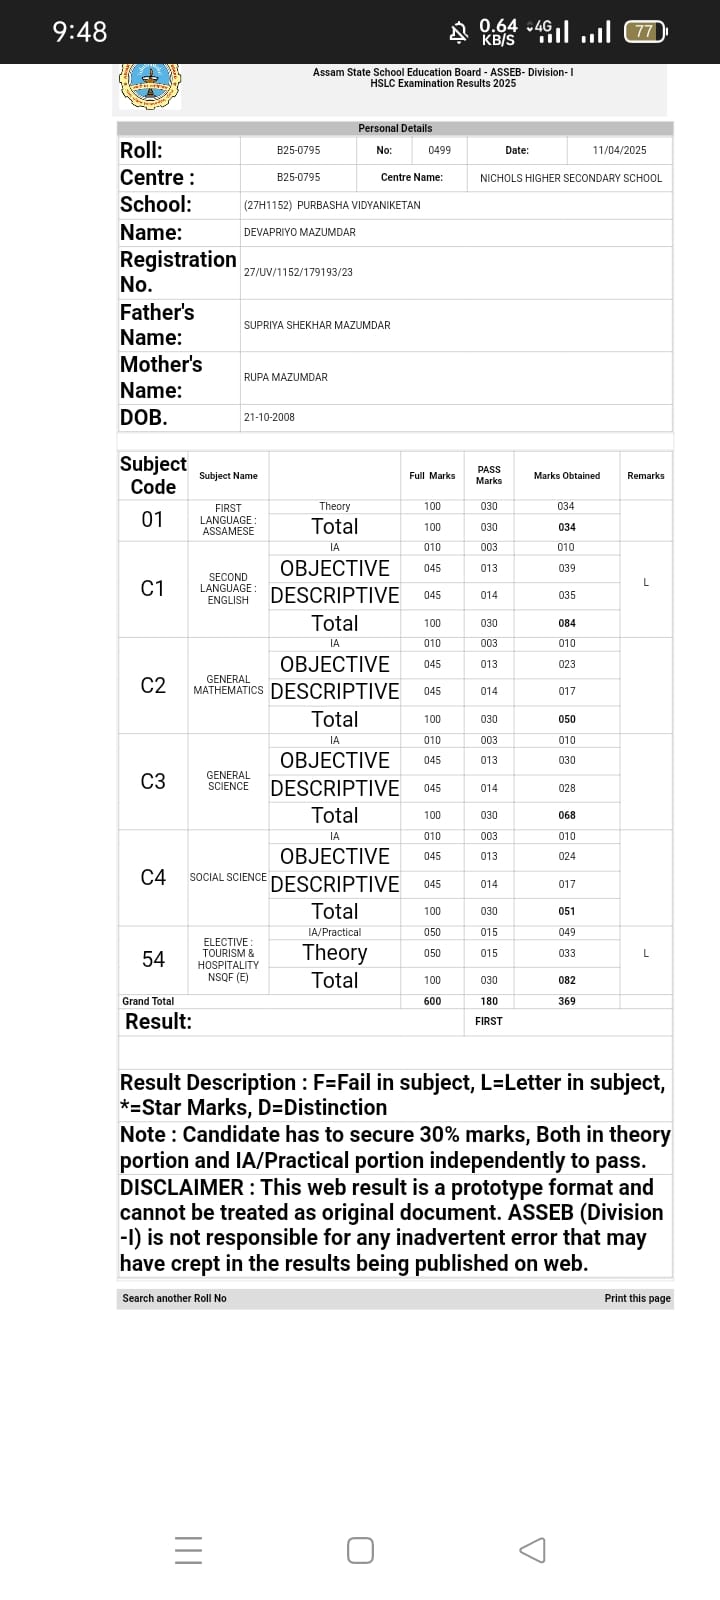 9:48
0.64 KB/S
4G
77
Assam State School Education Board - ASSEB- Division- I
HSLC Examination Results 2025
Personal Details
Roll: B25-0795 No: 0499 Date: 11/04/2025
Centre : B25-0795 Centre Name: NICHOLS HIGHER SECONDARY SCHOOL
School: (27H1152) PURBASHA VIDYANIKETAN
Name: DEVAPRIYO MAZUMDAR
Registration No. 27/UV/1152/179193/23
Father's Name: SUPRIYA SHEKHAR MAZUMDAR
Mother's Name: RUPA MAZUMDAR
DOB. 21-10-2008
Subject Code Subject Name Full Marks PASS Marks Marks Obtained Remarks
01 FIRST LANGUAGE : ASSAMESE
Theory 100 030 034
Total 100 030 034
C1 SECOND LANGUAGE : ENGLISH
IA 010 003 010
OBJECTIVE 045 013 039
DESCRIPTIVE 045 014 035
Total 100 030 084
L
C2 GENERAL MATHEMATICS
IA 010 003 010
OBJECTIVE 045 013 023
DESCRIPTIVE 045 014 017
Total 100 030 050
C3 GENERAL SCIENCE
IA 010 003 010
OBJECTIVE 045 013 030
DESCRIPTIVE 045 014 028
Total 100 030 068
C4 SOCIAL SCIENCE
IA 010 003 010
OBJECTIVE 045 013 024
DESCRIPTIVE 045 014 017
Total 100 030 051
54 ELECTIVE : TOURISM & HOSPITALITY NSQF (E)
IA/Practical 050 015 049
Theory 050 015 033
Total 100 030 082
L
Grand Total 600 180 369
Result: FIRST
Result Description : F=Fail in subject, L=Letter in subject,
*=Star Marks, D=Distinction
Note : Candidate has to secure 30% marks, Both in theory
portion and IA/Practical portion independently to pass.
DISCLAIMER : This web result is a prototype format and
cannot be treated as original document. ASSEB (Division
-I) is not responsible for any inadvertent error that may
have crept in the results being published on web.
Search another Roll No Print this page